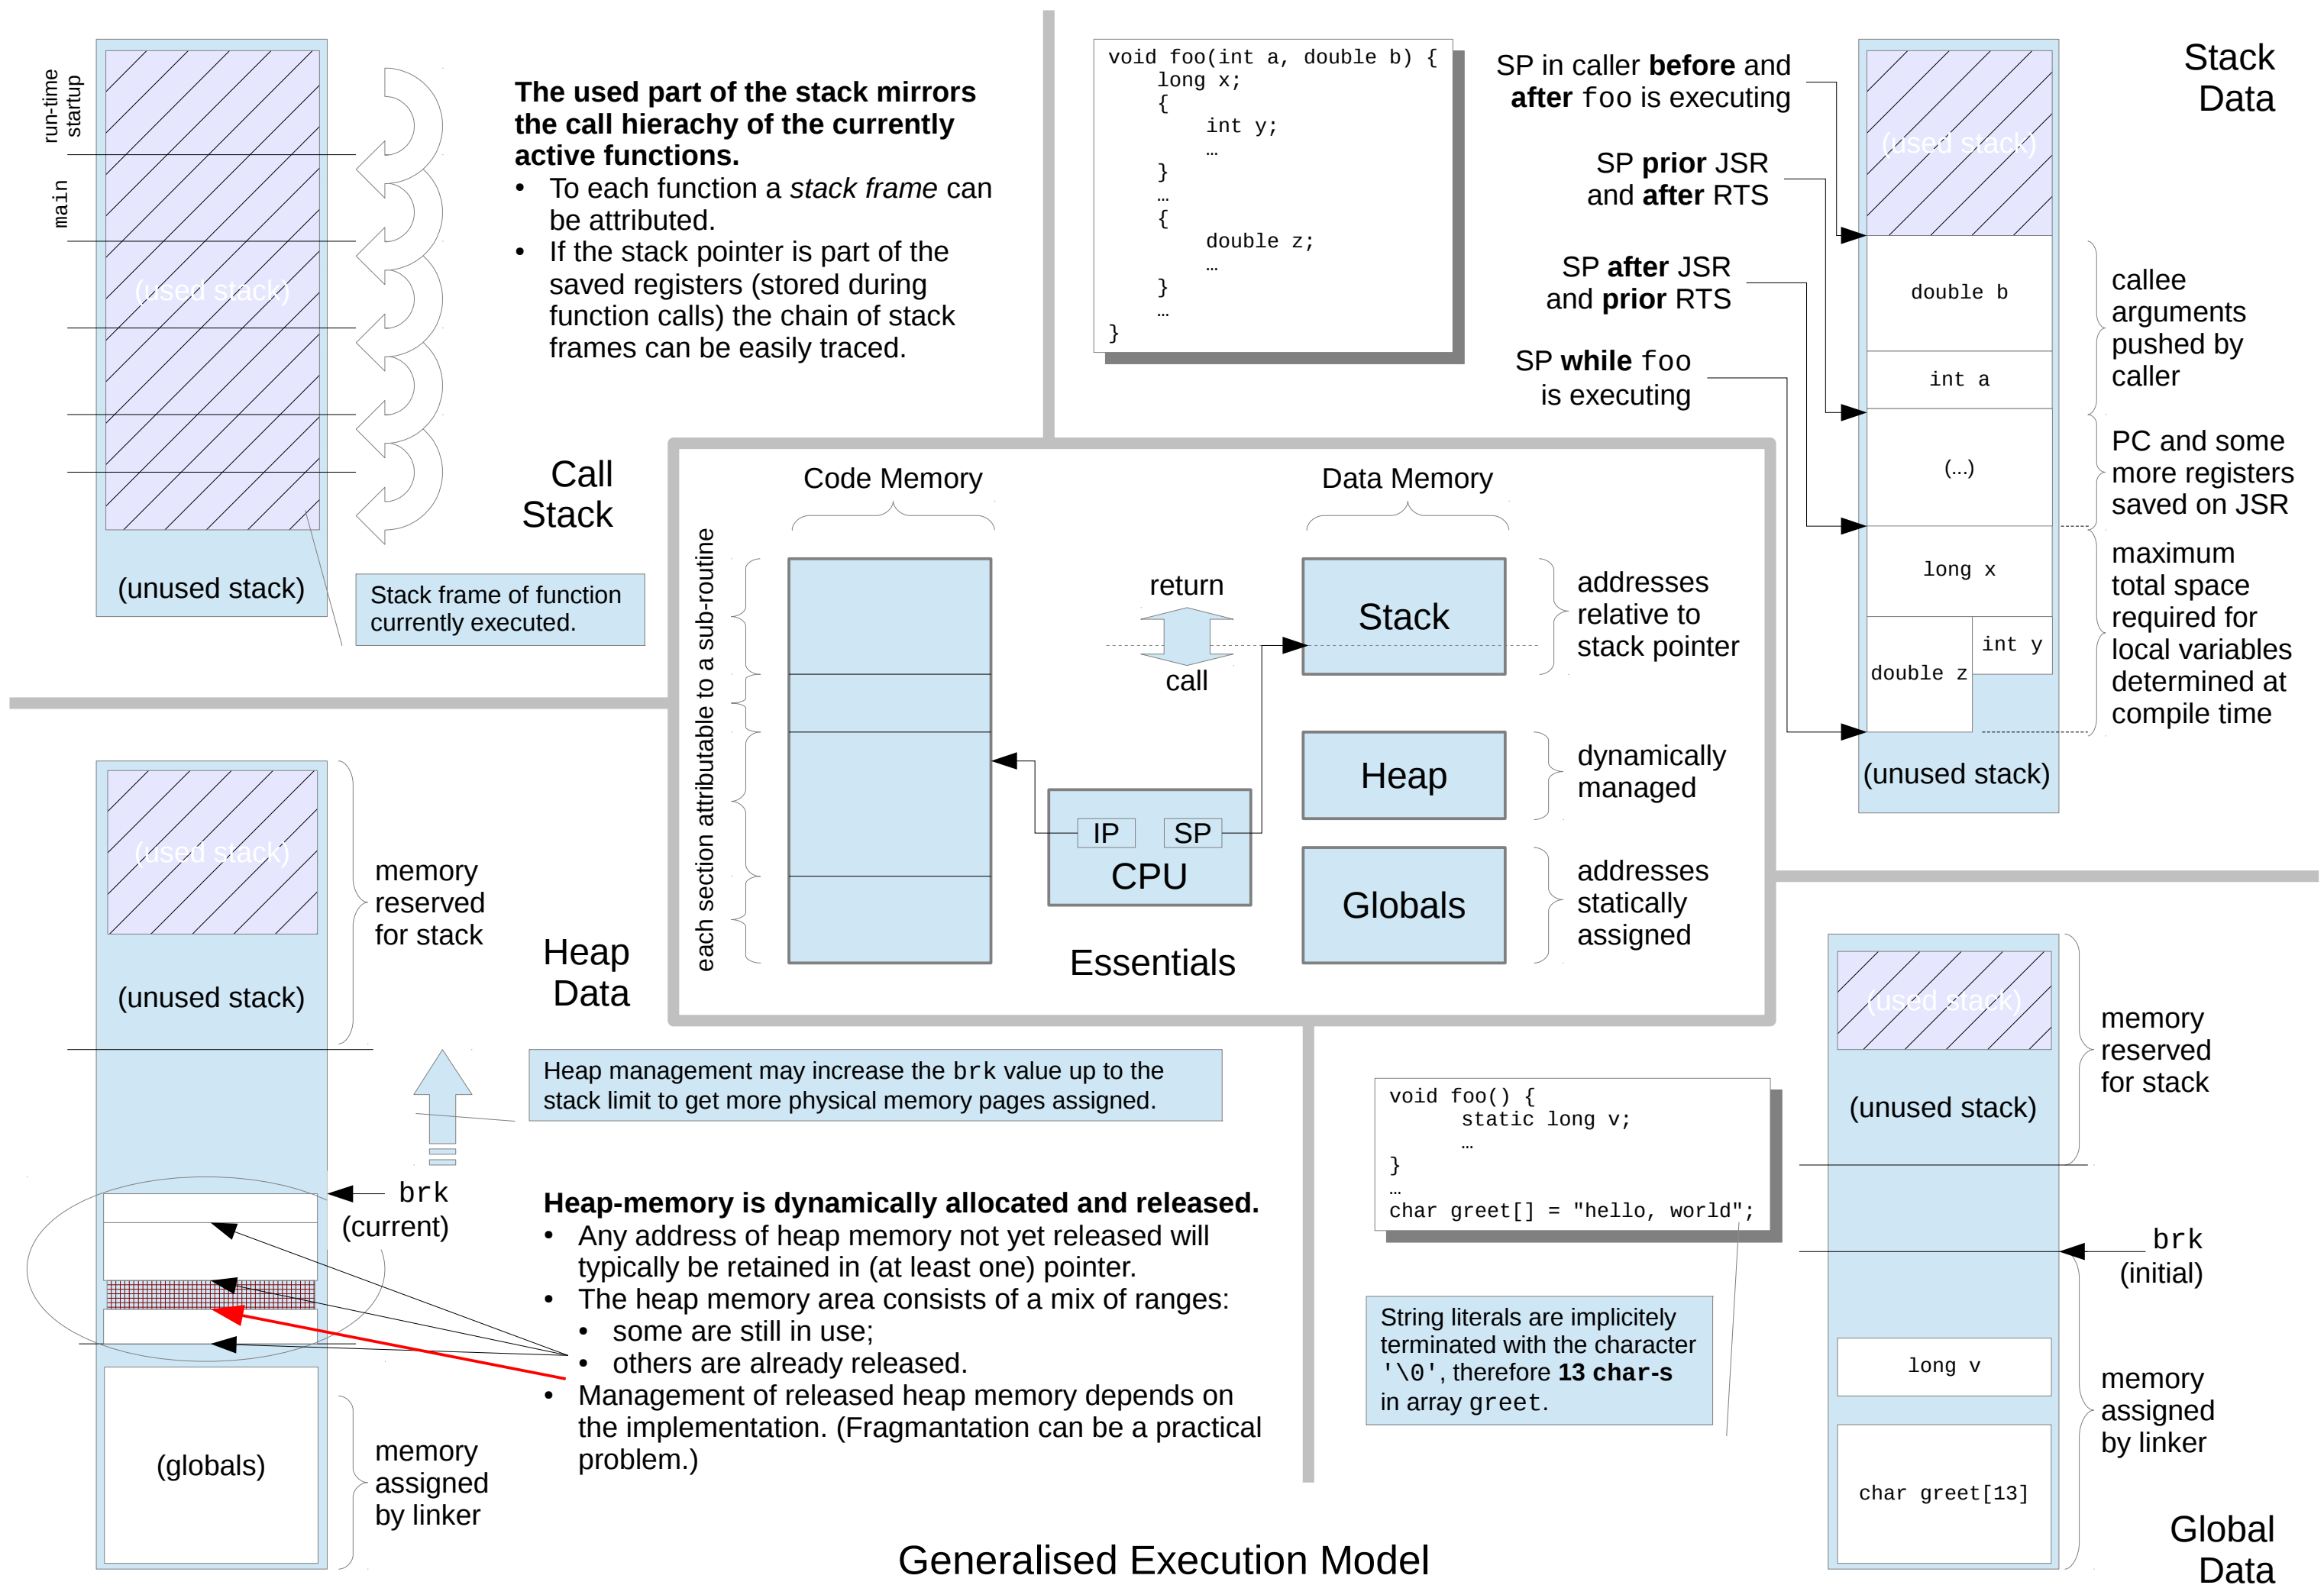 run-time
startup
main
(used stack)
(unused stack)
The used part of the stack mirrors
the call hierachy of the currently
active functions.
• To each function a stack frame can
be attributed.
• If the stack pointer is part of the
saved registers (stored during
function calls) the chain of stack
frames can be easily traced.
Call
Stack
Stack frame of function
currently executed.
void foo(int a, double b) {
    long x;
    {
        int y;
        …
    }
    …
    {
        double z;
        …
    }
    …
}
SP in caller before and
after foo is executing
SP prior JSR
and after RTS
SP after JSR
and prior RTS
SP while foo
is executing
Stack
Data
(used stack)
double b
int a
(...)
long x
int y
double z
(unused stack)
callee
arguments
pushed by
caller
PC and some
more registers
saved on JSR
maximum
total space
required for
local variables
determined at
compile time
Code Memory
Data Memory
each section attributable to a sub-routine
return
call
Stack
addresses
relative to
stack pointer
Heap
dynamically
managed
IP
SP
CPU
Globals
addresses
statically
assigned
Essentials
(used stack)
memory
reserved
for stack
(unused stack)
Heap
Data
Heap management may increase the brk value up to the
stack limit to get more physical memory pages assigned.
brk
(current)
Heap-memory is dynamically allocated and released.
• Any address of heap memory not yet released will
typically be retained in (at least one) pointer.
• The heap memory area consists of a mix of ranges:
• some are still in use;
• others are already released.
• Management of released heap memory depends on
the implementation. (Fragmantation can be a practical
problem.)
(globals)
memory
assigned
by linker
void foo() {
      static long v;
      …
}
…
char greet[] = "hello, world";
String literals are implicitely
terminated with the character
'\0', therefore 13 char-s
in array greet.
(used stack)
memory
reserved
for stack
(unused stack)
brk
(initial)
long v
memory
assigned
by linker
char greet[13]
Global
Data
Generalised Execution Model